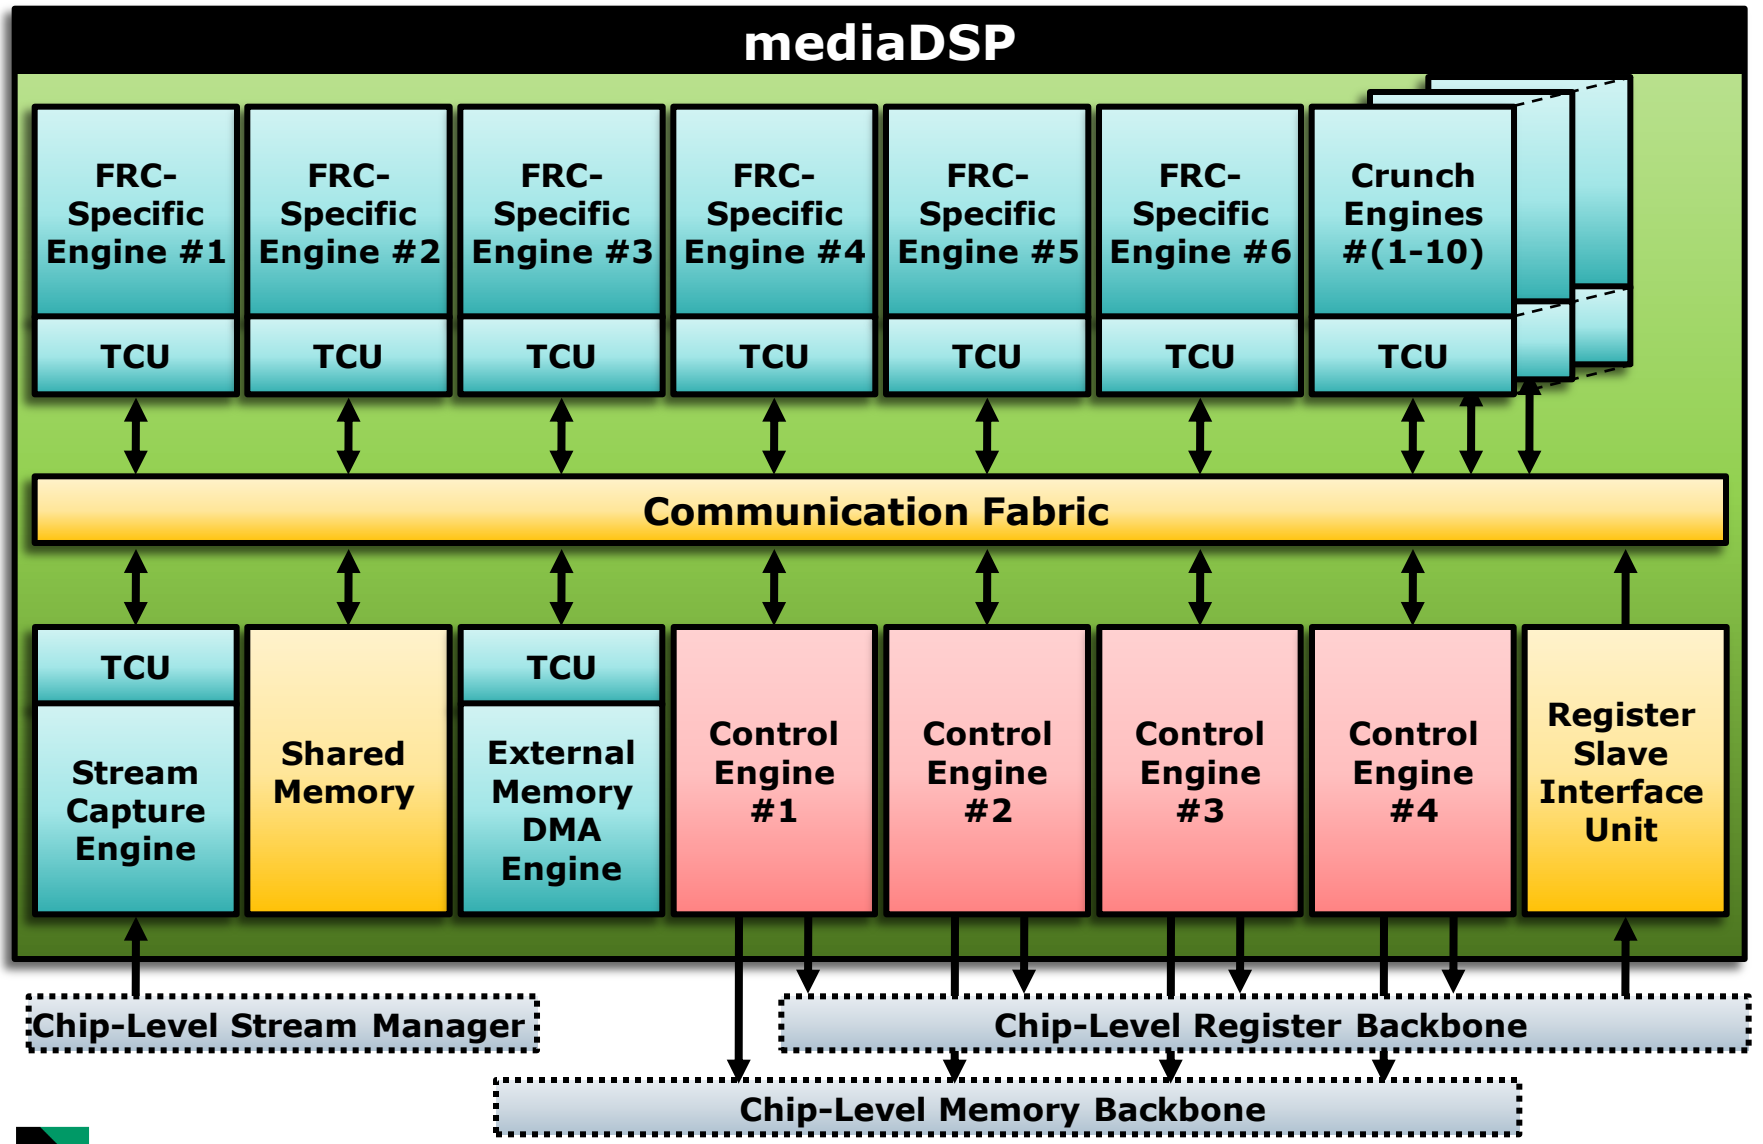 mediaDSP
FRC-
Specific
Engine #1
FRC-
Specific
Engine #2
FRC-
Specific
Engine #3
FRC-
Specific
Engine #4
FRC-
Specific
Engine #5
FRC-
Specific
Engine #6
Crunch
Engines
#(1-10)
TCU
TCU
TCU
TCU
TCU
TCU
TCU
Communication Fabric
TCU
Stream
Capture
Engine
Shared
Memory
TCU
External
Memory
DMA
Engine
Control
Engine
#1
Control
Engine
#2
Control
Engine
#3
Control
Engine
#4
Register
Slave
Interface
Unit
Chip-Level Stream Manager
Chip-Level Register Backbone
Chip-Level Memory Backbone